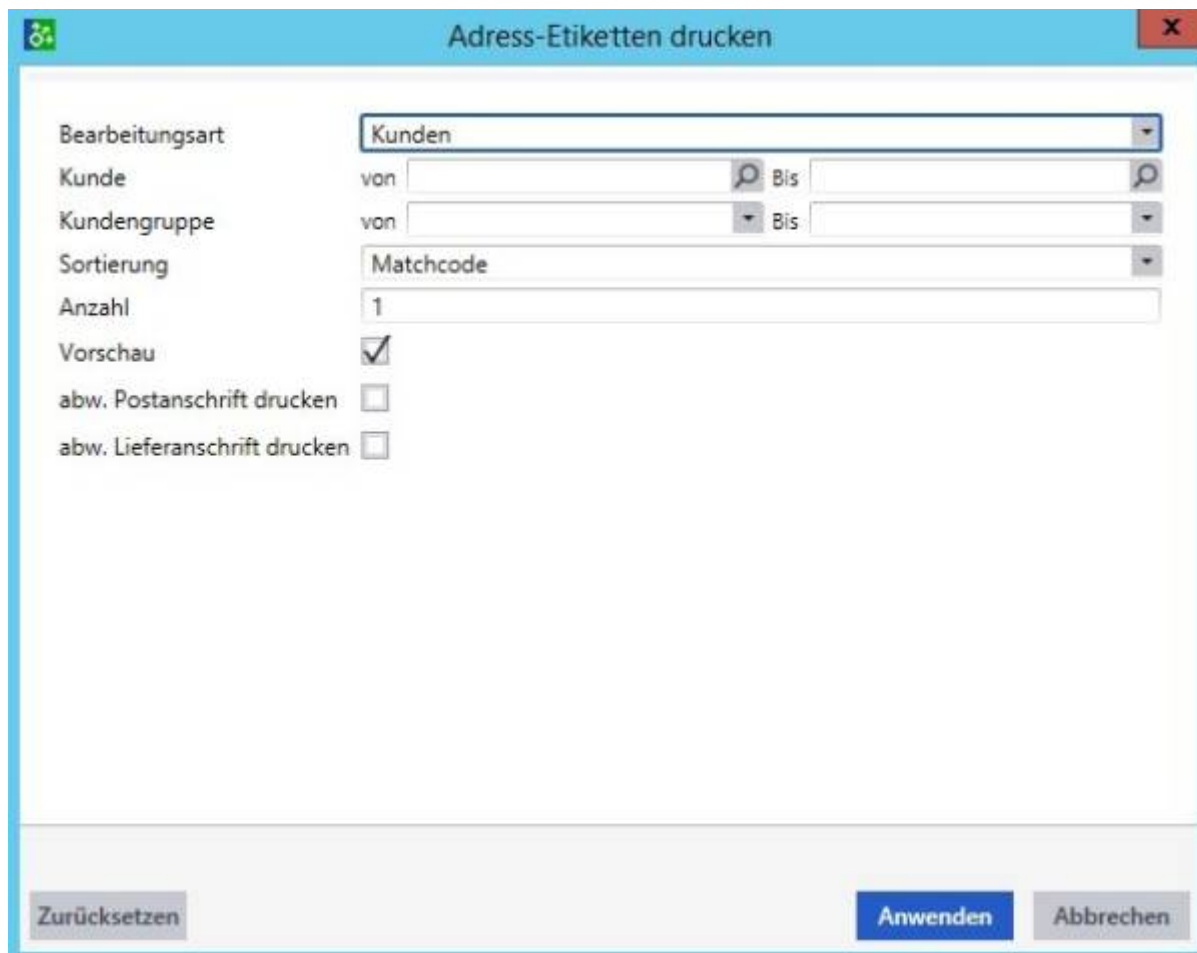 Adress-Etiketten drucken
x
Bearbeitungsart Kunden
Kunde von Bis
Kundengruppe von Bis
Sortierung Matchcode
Anzahl 1
Vorschau
abw. Postanschrift drucken
abw. Lieferanschrift drucken
Zurücksetzen Anwenden Abbrechen